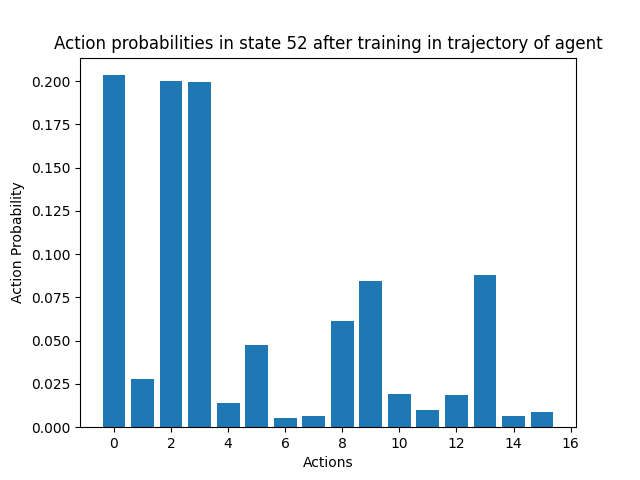 Action probabilities in state 52 after training in trajectory of agent
0.200
0.175
0.150
0.125
0.100
0.075
0.050
0.025
0.000
Action Probability
0 2 4 6 8 10 12 14 16
Actions